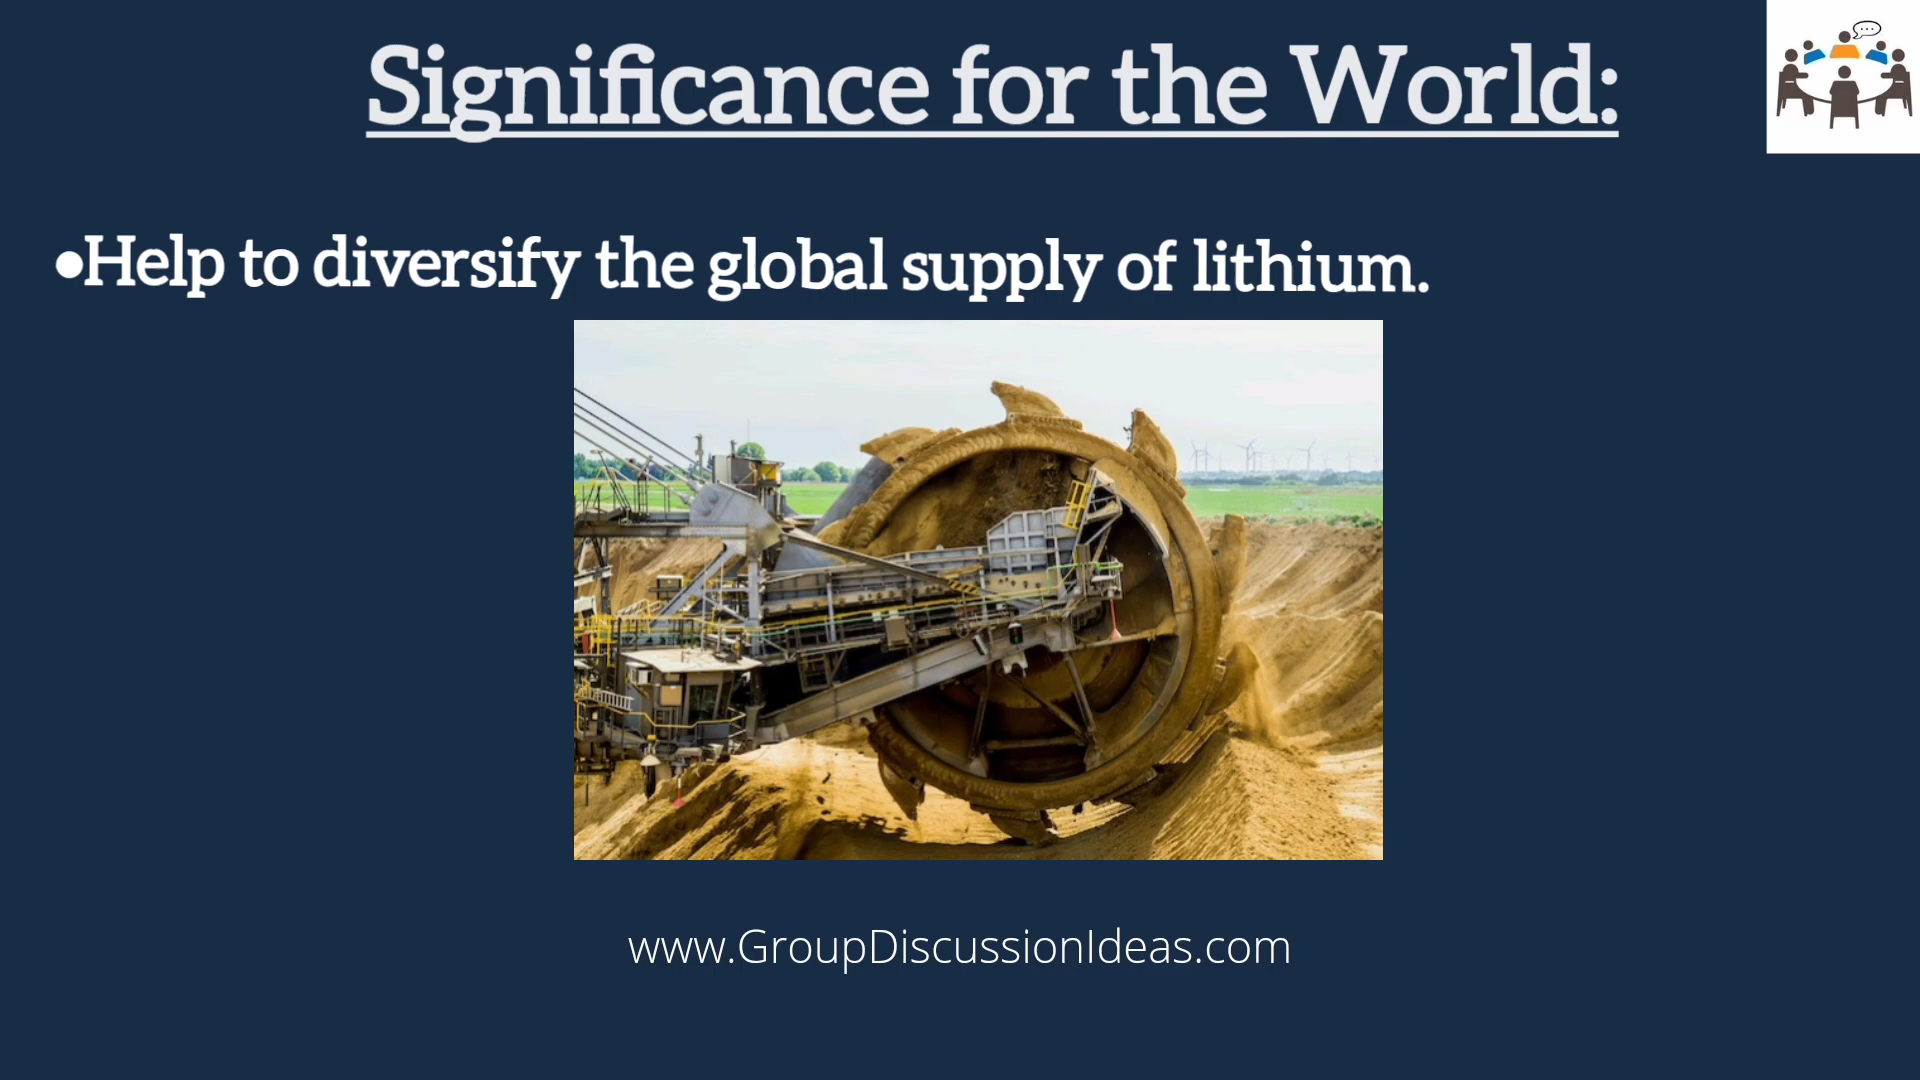 Significance for the World:
•Help to diversify the global supply of lithium.
www.GroupDiscussionIdeas.com